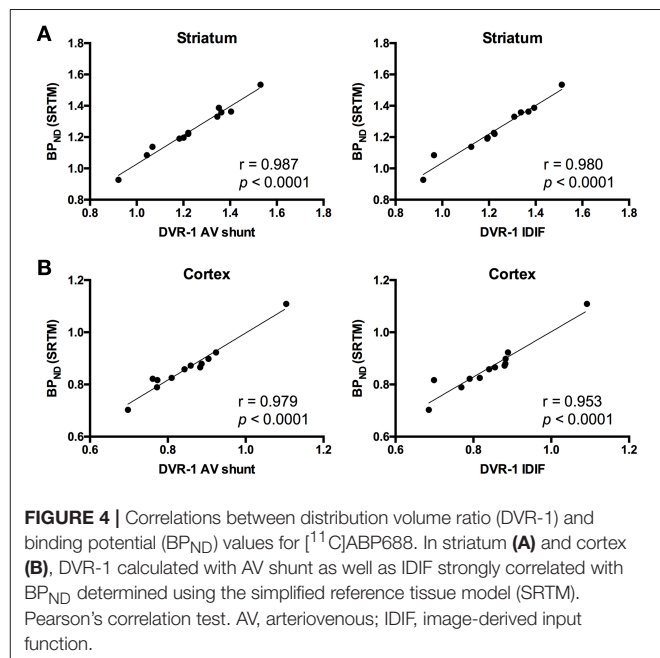 A
Striatum
Striatum
BPND (SRTM)
1.8
1.6
1.4
1.2
1.0
0.8
0.8 1.0 1.2 1.4 1.6 1.8
DVR-1 AV shunt
r = 0.987
p < 0.0001
BPND (SRTM)
1.8
1.6
1.4
1.2
1.0
0.8
0.8 1.0 1.2 1.4 1.6 1.8
DVR-1 IDIF
r = 0.980
p < 0.0001
B
Cortex
Cortex
BPND (SRTM)
1.2
1.0
0.8
0.6
0.6 0.8 1.0 1.2
DVR-1 AV shunt
r = 0.979
p < 0.0001
BPND (SRTM)
1.2
1.0
0.8
0.6
0.6 0.8 1.0 1.2
DVR-1 IDIF
r = 0.953
p < 0.0001
FIGURE 4 | Correlations between distribution volume ratio (DVR-1) and
binding potential (BPND) values for [11C]ABP688. In striatum (A) and cortex
(B), DVR-1 calculated with AV shunt as well as IDIF strongly correlated with
BPND determined using the simplified reference tissue model (SRTM).
Pearson's correlation test. AV, arteriovenous; IDIF, image-derived input
function.